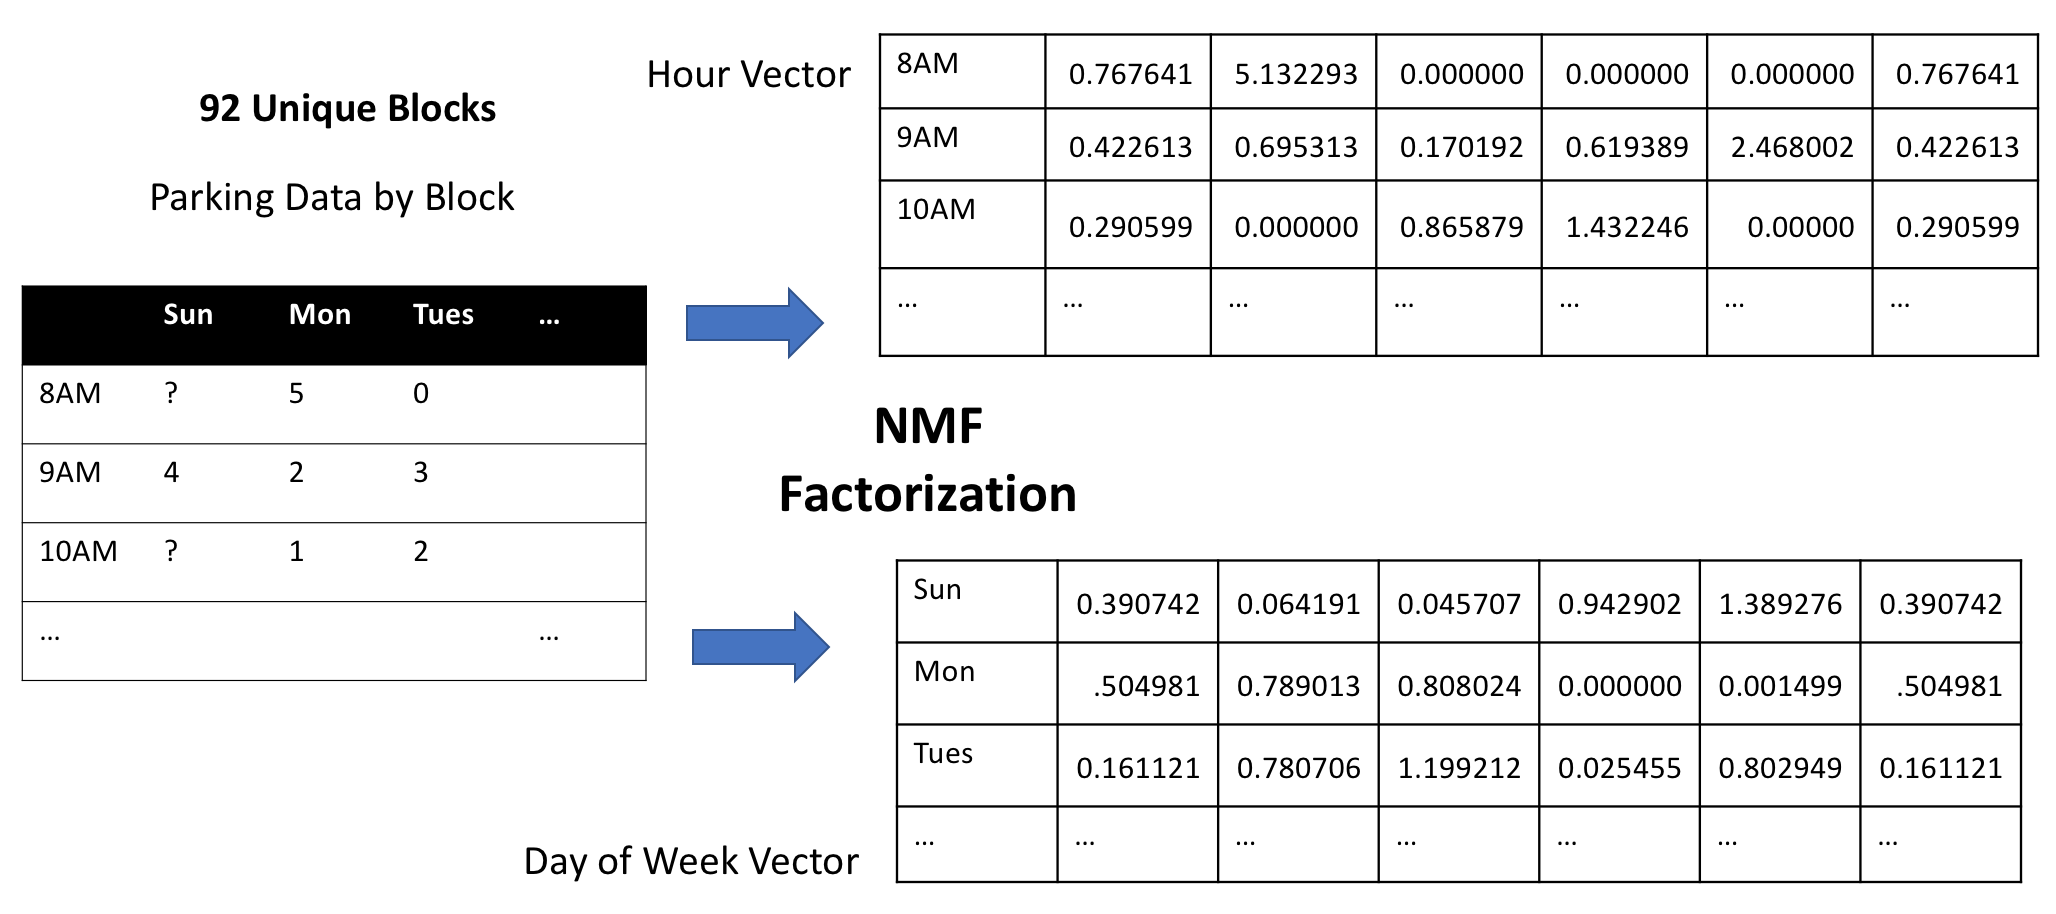 92 Unique Blocks
Parking Data by Block
Sun Mon Tues ...
8AM ? 5 0
9AM 4 2 3
10AM ? 1 2
... ...
Hour Vector
8AM 0.767641 5.132293 0.000000 0.000000 0.000000 0.767641
9AM 0.422613 0.695313 0.170192 0.619389 2.468002 0.422613
10AM 0.290599 0.000000 0.865879 1.432246 0.00000 0.290599
... ... ... ... ... ... ...
NMF
Factorization
Sun 0.390742 0.064191 0.045707 0.942902 1.389276 0.390742
Mon .504981 0.789013 0.808024 0.000000 0.001499 .504981
Tues 0.161121 0.780706 1.199212 0.025455 0.802949 0.161121
... ... ... ... ... ... ...
Day of Week Vector